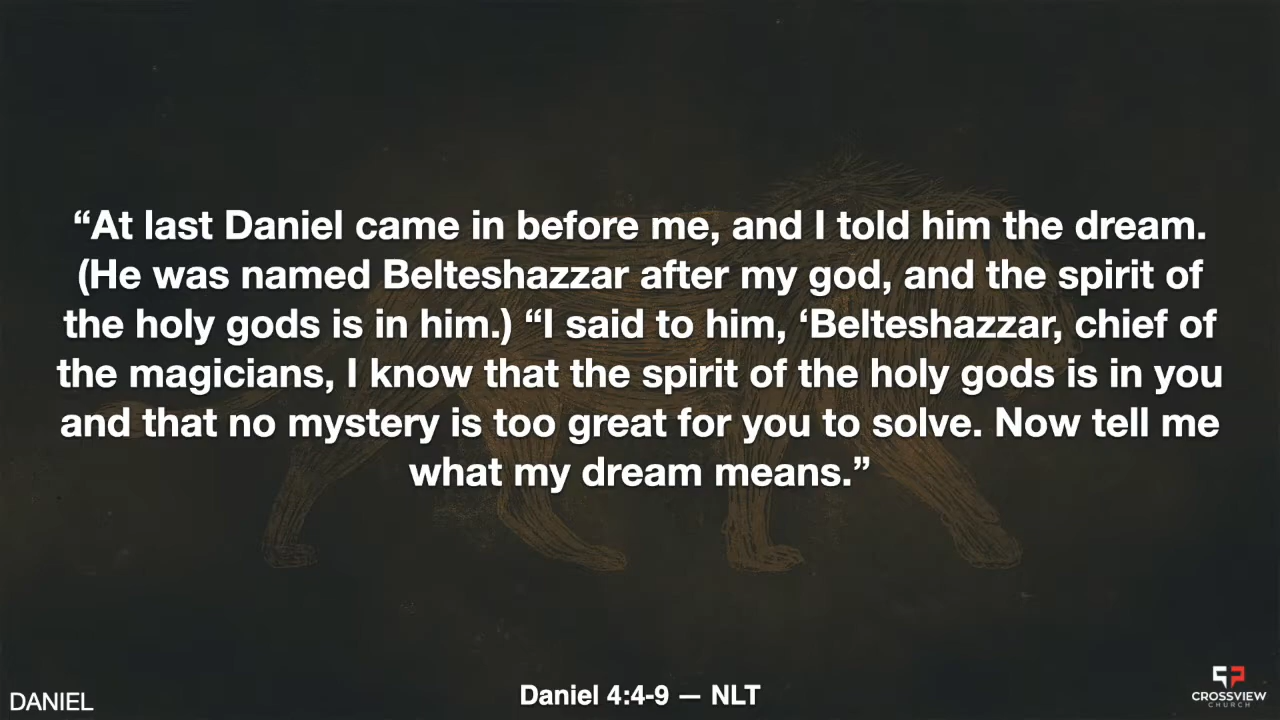 “At last Daniel came in before me, and I told him the dream.
(He was named Belteshazzar after my god, and the spirit of
the holy gods is in him.) “I said to him, ‘Belteshazzar, chief of
the magicians, I know that the spirit of the holy gods is in you
and that no mystery is too great for you to solve. Now tell me
what my dream means.”
DANIEL
Daniel 4:4-9 — NLT
CROSSVIEW
CHURCH